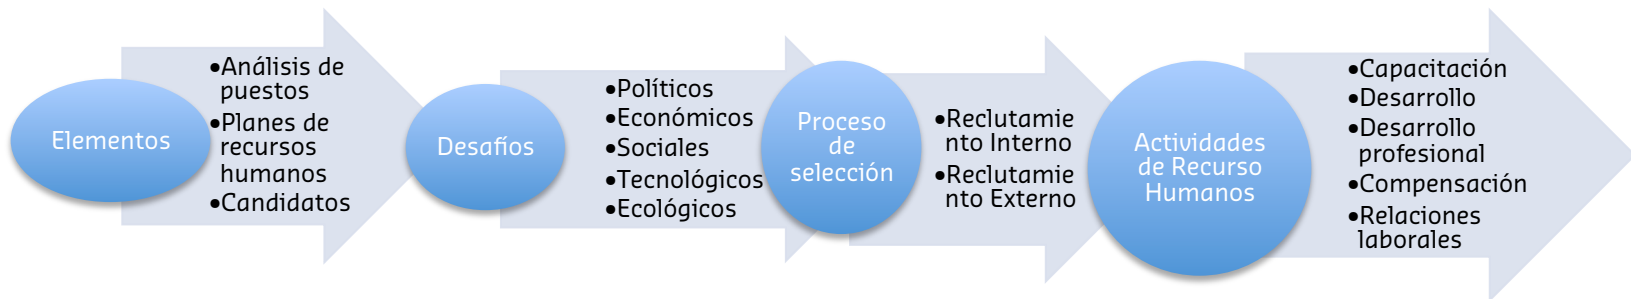 Elementos
•Análisis de
puestos
•Planes de
recursos
humanos
•Candidatos
Desafíos
•Políticos
•Económicos
•Sociales
•Tecnológicos
•Ecológicos
Proceso
de
selección
•Reclutamie
nto Interno
•Reclutamie
nto Externo
Actividades
de Recurso
Humanos
•Capacitación
•Desarrollo
•Desarrollo
profesional
•Compensación
•Relaciones
laborales